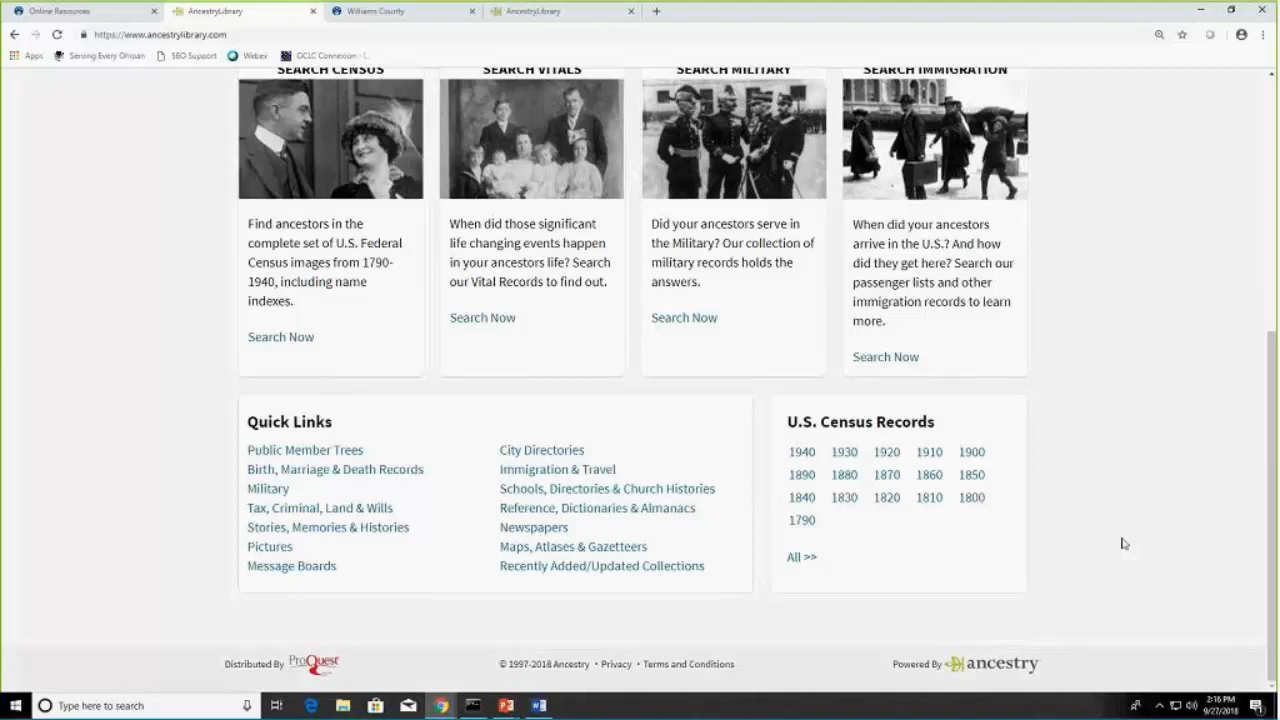 Online Resources
AncestryLibrary
Williams County
AncestryLibrary
https://www.ancestrylibrary.com
Apps
Serving Every Ohioan
SEO Support
Webex
OCLC Connexion - I...
SEARCH CENSUS
SEARCH VITALS
SEARCH MILITARY
SEARCH IMMIGRATION
Find ancestors in the
complete set of U.S. Federal
Census images from 1790-
1940, including name
indexes.
Search Now
When did those significant
life changing events happen
in your ancestors life? Search
our Vital Records to find out.
Search Now
Did your ancestors serve in
the Military? Our collection of
military records holds the
answers.
Search Now
When did your ancestors
arrive in the U.S.? And how
did they get here? Search our
passenger lists and other
immigration records to learn
more.
Search Now
Quick Links
Public Member Trees
Birth, Marriage & Death Records
Military
Tax, Criminal, Land & Wills
Stories, Memories & Histories
Pictures
Message Boards
City Directories
Immigration & Travel
Schools, Directories & Church Histories
Reference, Dictionaries & Almanacs
Newspapers
Maps, Atlases & Gazetteers
Recently Added/Updated Collections
U.S. Census Records
1940 1930 1920 1910 1900
1890 1880 1870 1860 1850
1840 1830 1820 1810 1800
1790
All >>
Distributed By ProQuest
© 1997-2018 Ancestry • Privacy • Terms and Conditions
Powered By ancestry
Type here to search
2:16 PM
9/27/2018